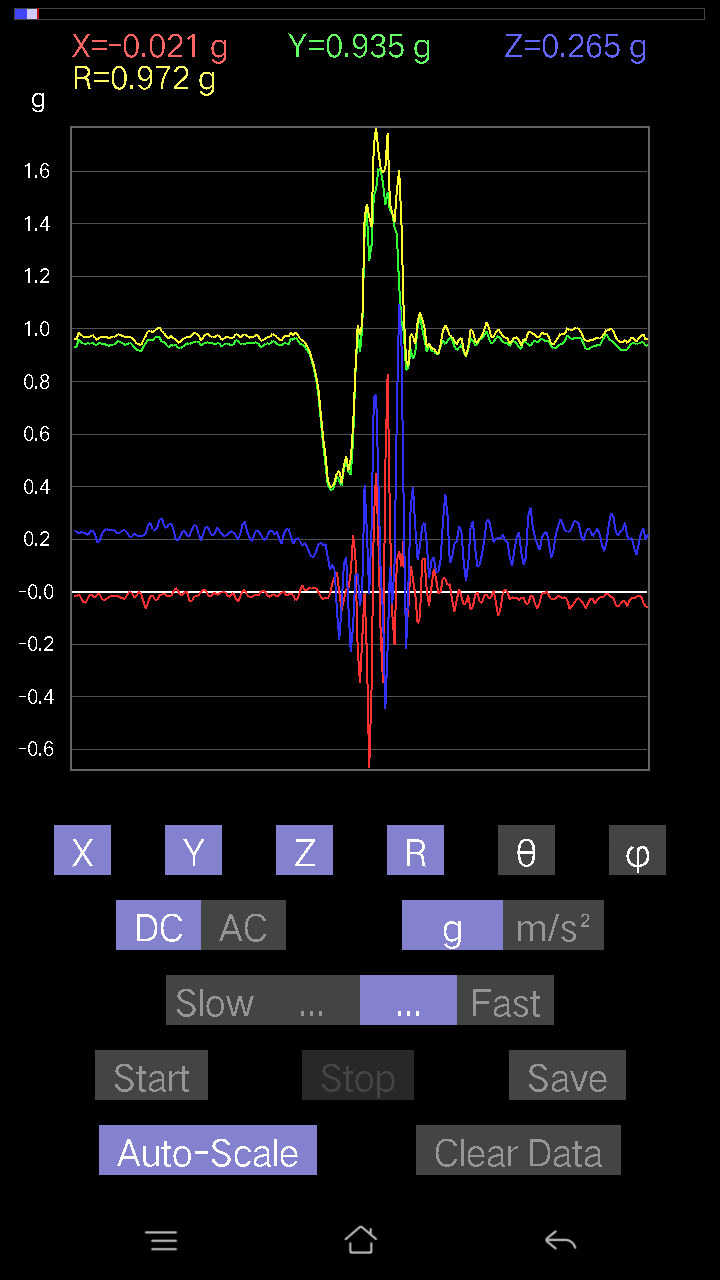 X=-0.021 g Y=0.935 g Z=0.265 g
R=0.972 g
g
1.6
1.4
1.2
1.0
0.8
0.6
0.4
0.2
-0.0
-0.2
-0.4
-0.6
X Y Z R θ φ
DC AC g m/s²
Slow ... ... Fast
Start Stop Save
Auto-Scale Clear Data